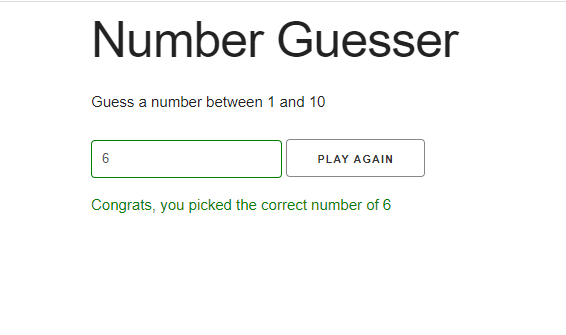 Number Guesser
Guess a number between 1 and 10
6
PLAY AGAIN
Congrats, you picked the correct number of 6